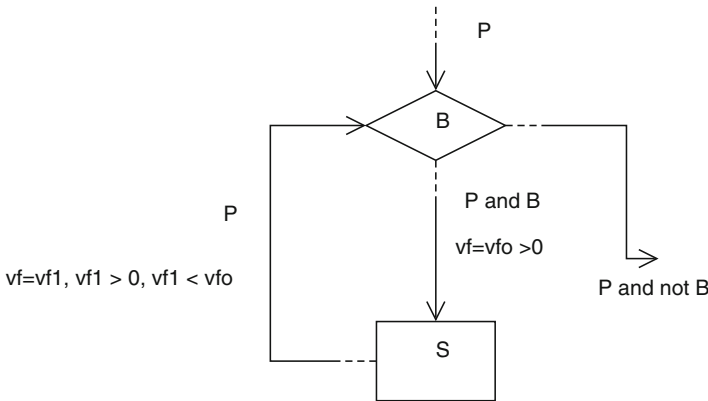 P
B
P and B
P
vf=vfo >0
vf=vf1, vf1 > 0, vf1 < vfo
P and not B
S